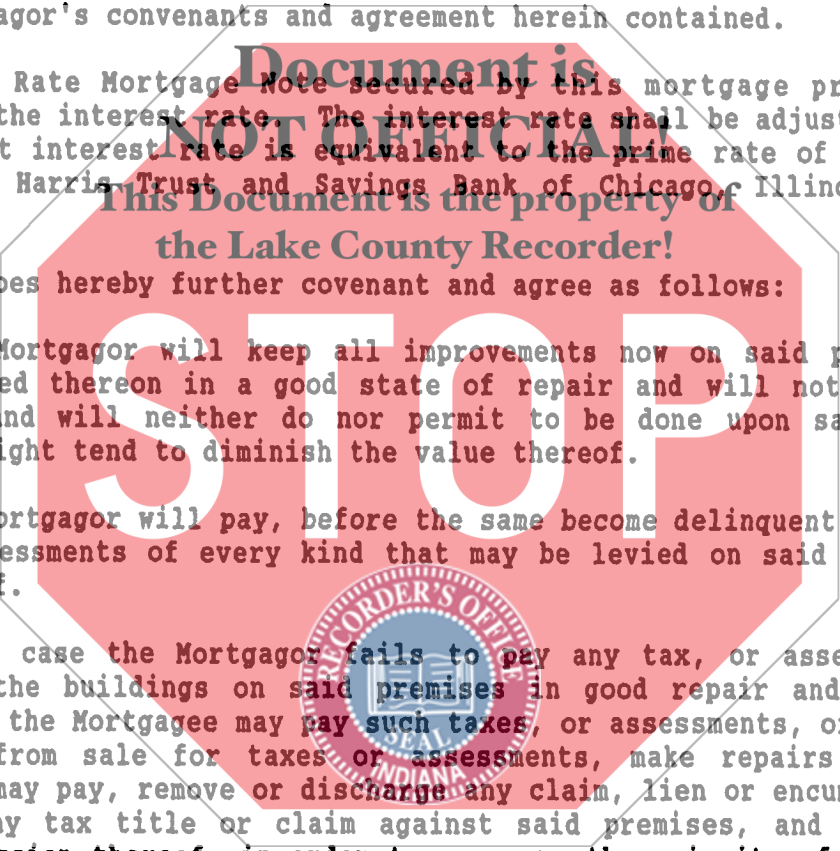 agor's convenants and agreement herein contained.
Document is
Rate Mortgage Note secured by this mortgage pr
the interest rate, The interest rate shall be adjus
NOT OFFICIAL!
t interest rate is equivalent to the prime rate of
Harris Trust and Savings Bank of Chicago, Illino
This Document is the property of
the Lake County Recorder!
oes hereby further covenant and agree as follows:
STOP
Mortgagor will keep all improvements now on said p
ed thereon in a good state of repair and will not
and will neither do nor permit to be done upon sa
ight tend to diminish the value thereof.
ortgagor will pay, before the same become delinquent
essments of every kind that may be levied on said
f.
RECORDER'S OFFICE
SEAL
INDIANA
case the Mortgagor fails to pay any tax, or asse
the buildings on said premises in good repair and
the Mortgagee may pay such taxes, or assessments, or
from sale for taxes or assessments, make repairs
may pay, remove or discharge any claim, lien or encum
ny tax title or claim against said premises, and